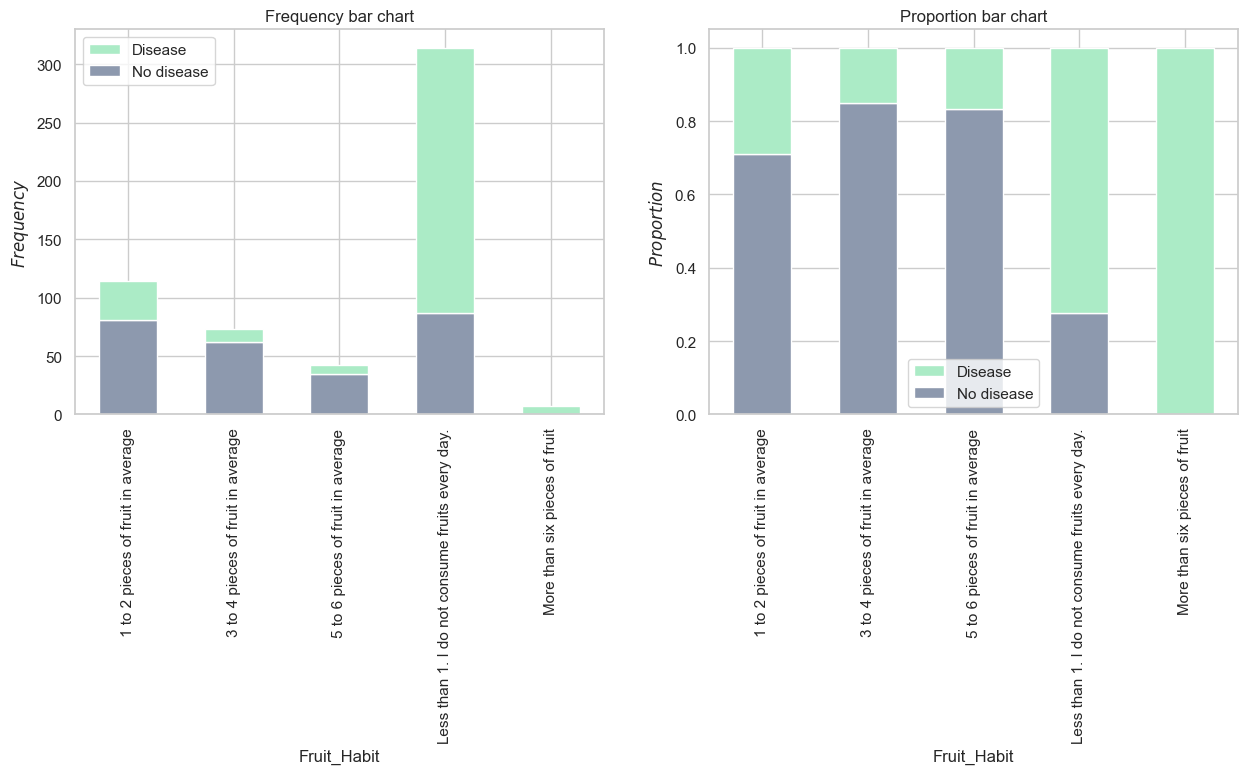 Frequency bar chart
Disease
No disease
300
250
200
150
100
50
0
Frequency
1 to 2 pieces of fruit in average
3 to 4 pieces of fruit in average
5 to 6 pieces of fruit in average
Less than 1. I do not consume fruits every day.
More than six pieces of fruit
Fruit_Habit
Proportion bar chart
1.0
0.8
0.6
0.4
0.2
0.0
Proportion
Disease
No disease
1 to 2 pieces of fruit in average
3 to 4 pieces of fruit in average
5 to 6 pieces of fruit in average
Less than 1. I do not consume fruits every day.
More than six pieces of fruit
Fruit_Habit